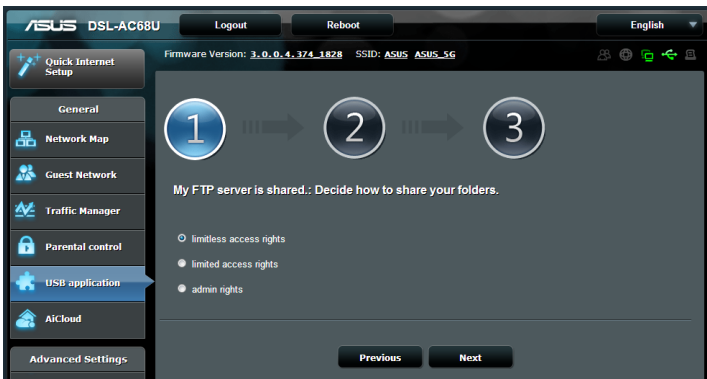 ASUS DSL-AC68U Logout Reboot English
Quick Internet Setup
Firmware Version: 3.0.0.4.374_1828 SSID: ASUS ASUS_5G
General
Network Map
Guest Network
Traffic Manager
Parental control
USB application
AiCloud
Advanced Settings
1 2 3
My FTP server is shared.: Decide how to share your folders.
limitless access rights
limited access rights
admin rights
Previous Next